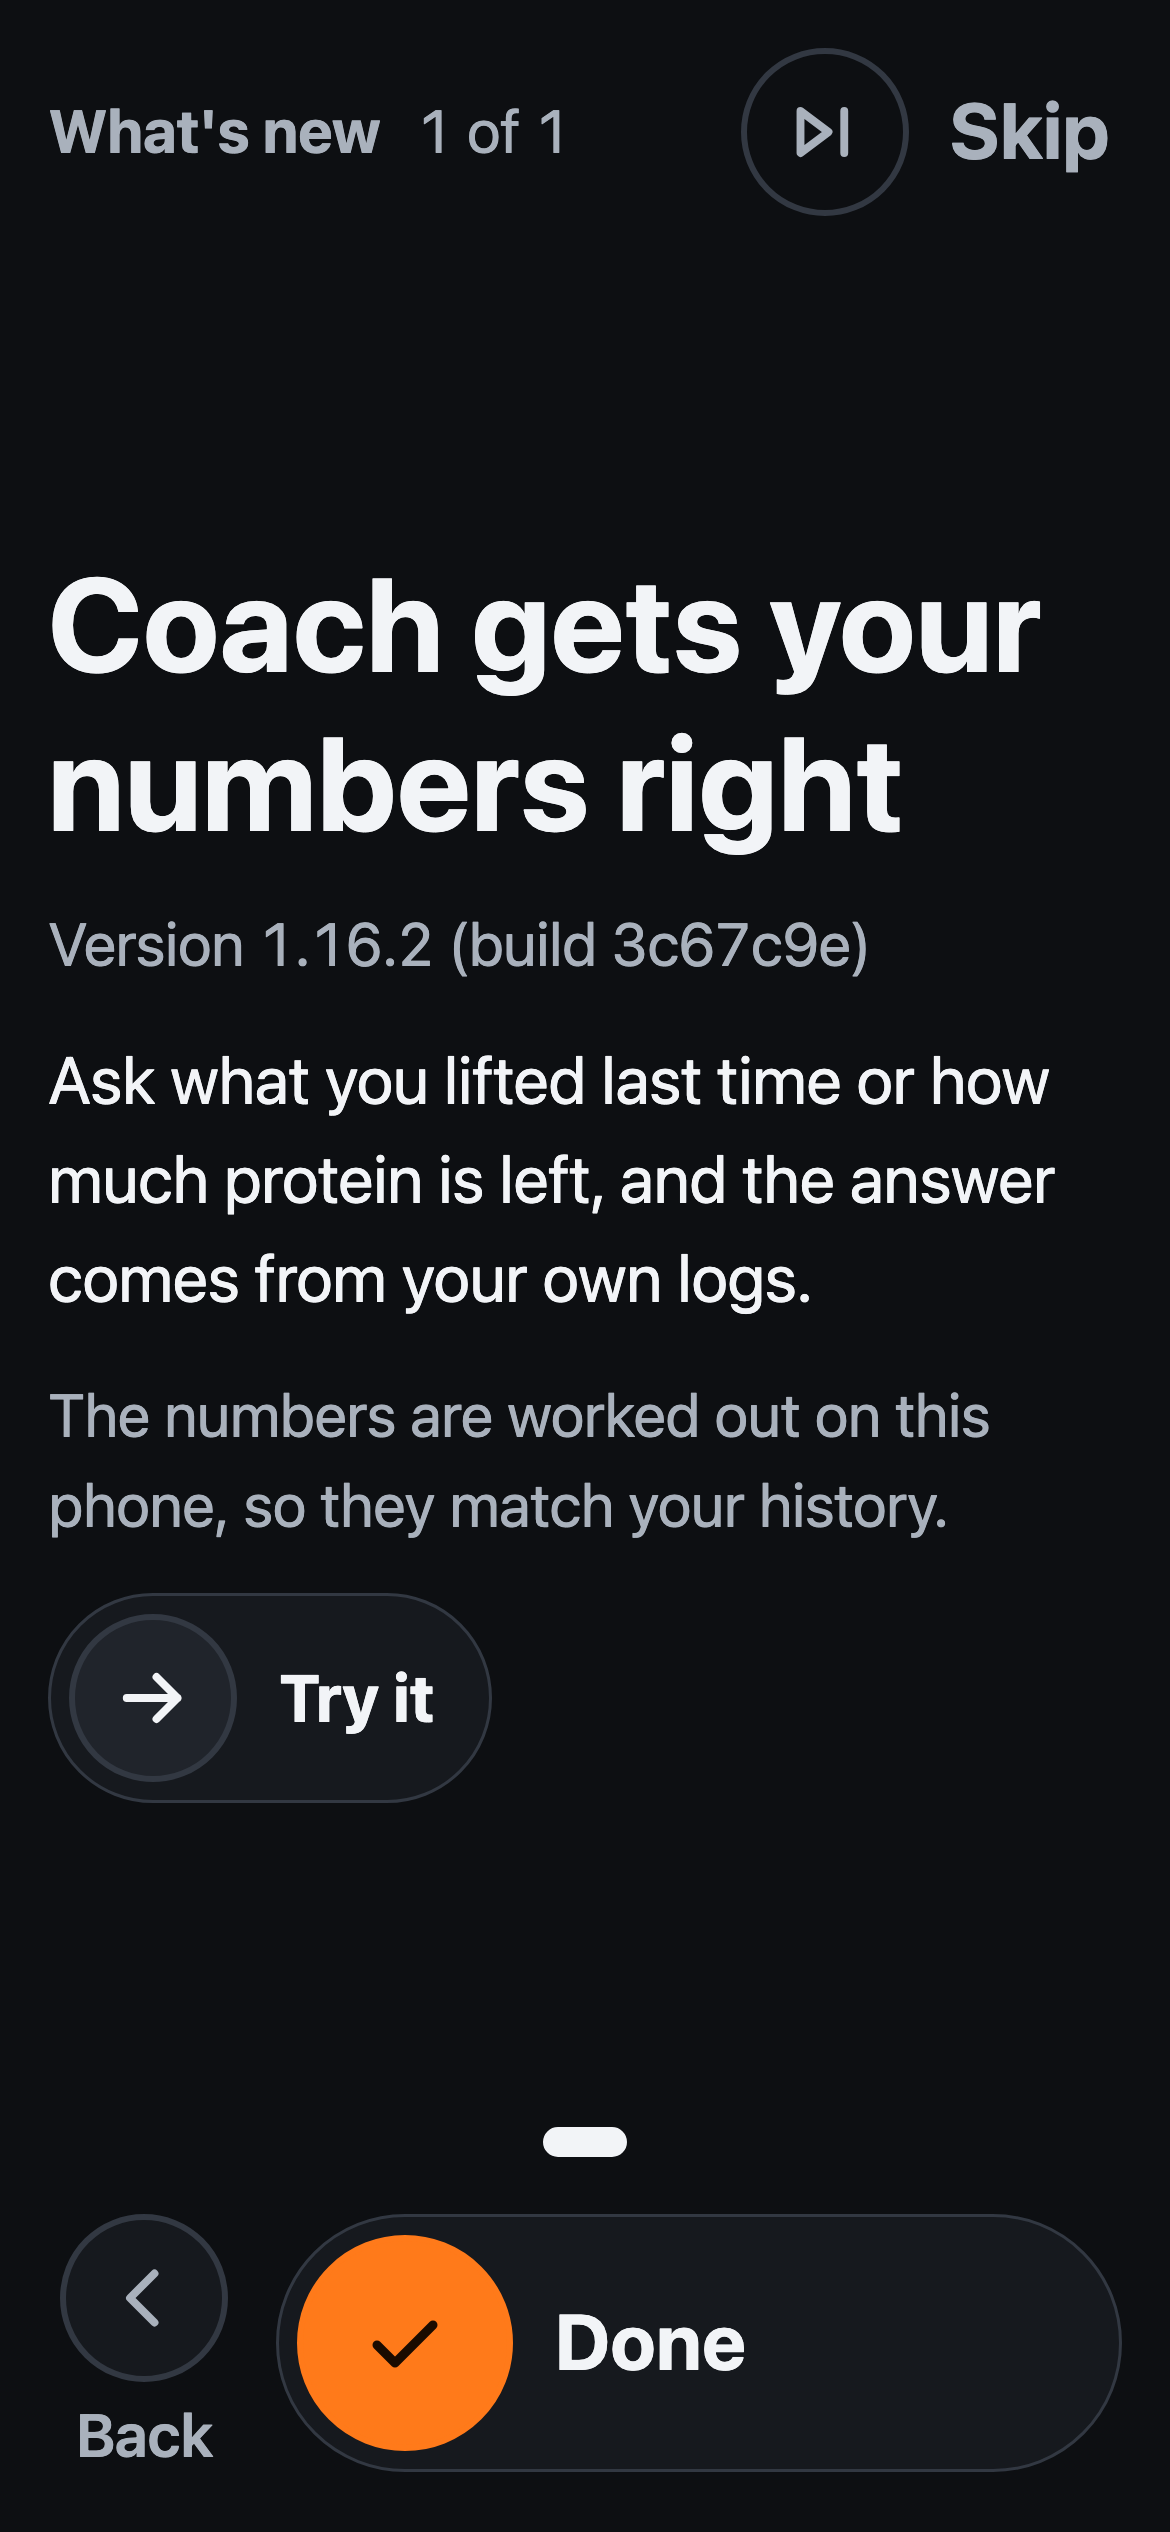 What's new 1 of 1
Skip
Coach gets your
numbers right
Version 1.16.2 (build 3c67c9e)
Ask what you lifted last time or how
much protein is left, and the answer
comes from your own logs.
The numbers are worked out on this
phone, so they match your history.
Try it
Done
Back